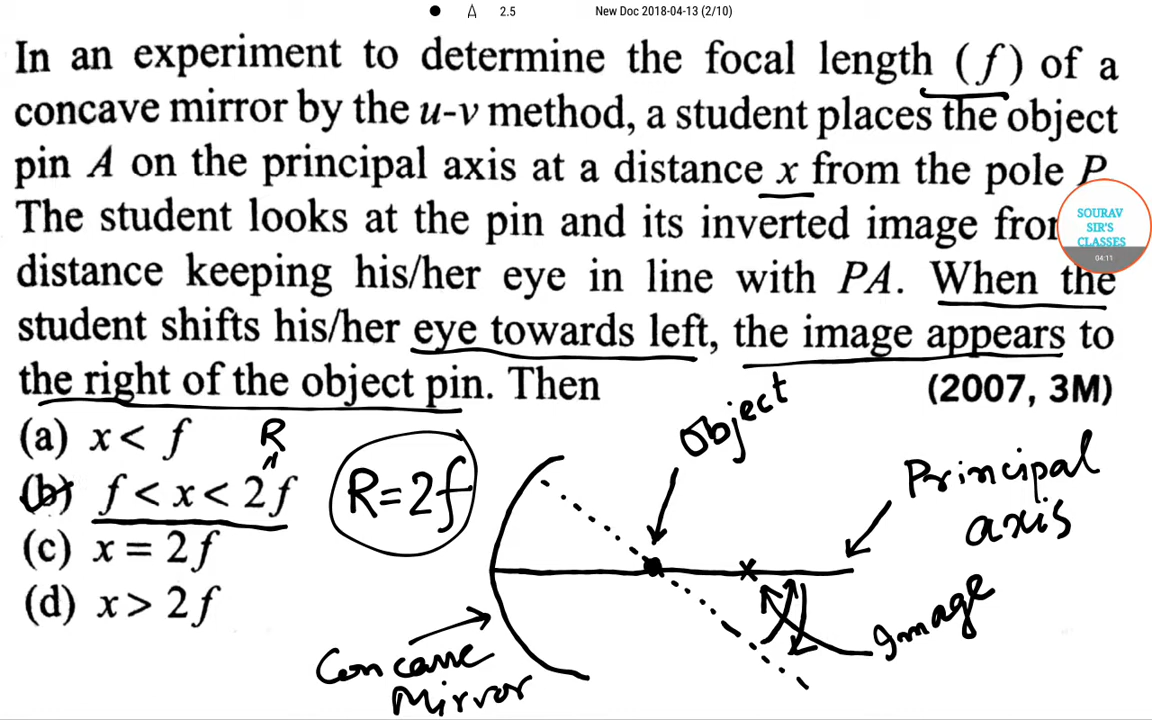 A 2.5 New Doc 2018-04-13 (2/10)
In an experiment to determine the focal length (f) of a
concave mirror by the u-v method, a student places the object
pin A on the principal axis at a distance x from the pole P
The student looks at the pin and its inverted image from
distance keeping his/her eye in line with PA. When the
student shifts his/her eye towards left, the image appears to
the right of the object pin. Then (2007, 3M)
SOURAV
SIR'S
CLASSES
04:11
(a) x < f
(b) f < x < 2f
(c) x = 2f
(d) x > 2f
R
R=2f
Object
Principal
axis
Image
Concave
Mirror